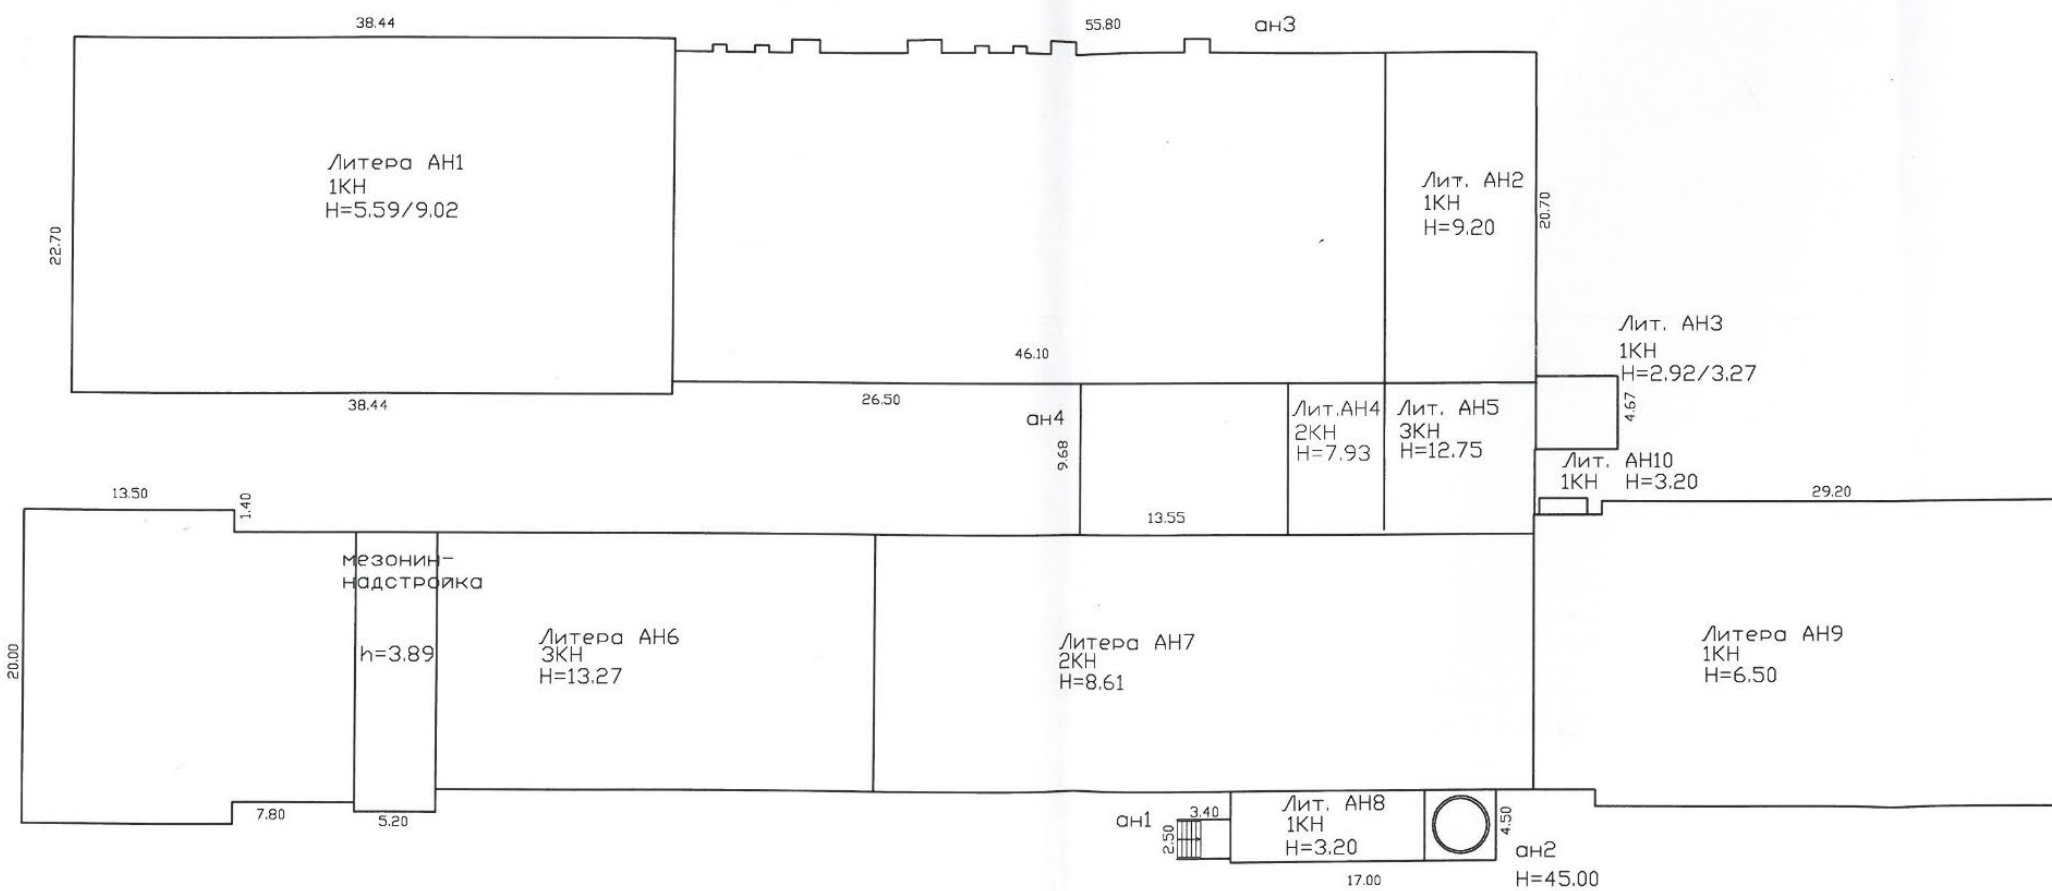 38.44
55.80
ан3
Литера АН1
1КН
H=5.59/9.02
22.70
Лит. АН2
1КН
H=9.20
20.70
Лит. АН3
1КН
H=2.92/3.27
4.67
46.10
38.44
26.50
ан4
9.68
13.55
Лит.АН4
2КН
H=7.93
Лит. АН5
3КН
H=12.75
Лит. АН10
1КН H=3.20
29.20
13.50
1.40
мезонин-
надстройка
h=3.89
20.00
Литера АН6
3КН
H=13.27
Литера АН7
2КН
H=8.61
Литера АН9
1КН
H=6.50
7.80
5.20
ан1
3.40
2.50
Лит. АН8
1КН
H=3.20
4.50
ан2
H=45.00
17.00